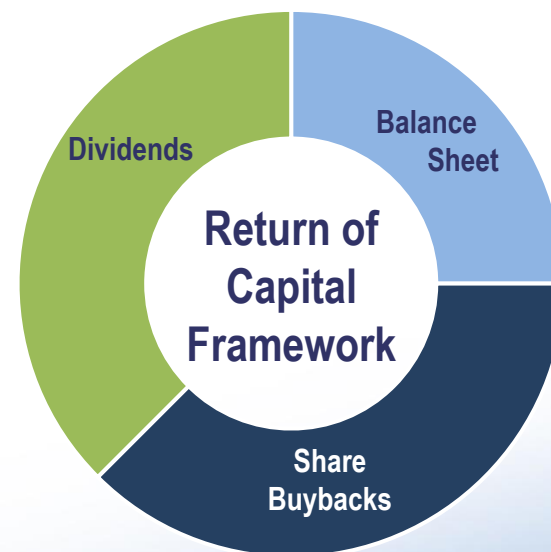 Dividends
Balance
Sheet
Return of
Capital
Framework
Share
Buybacks